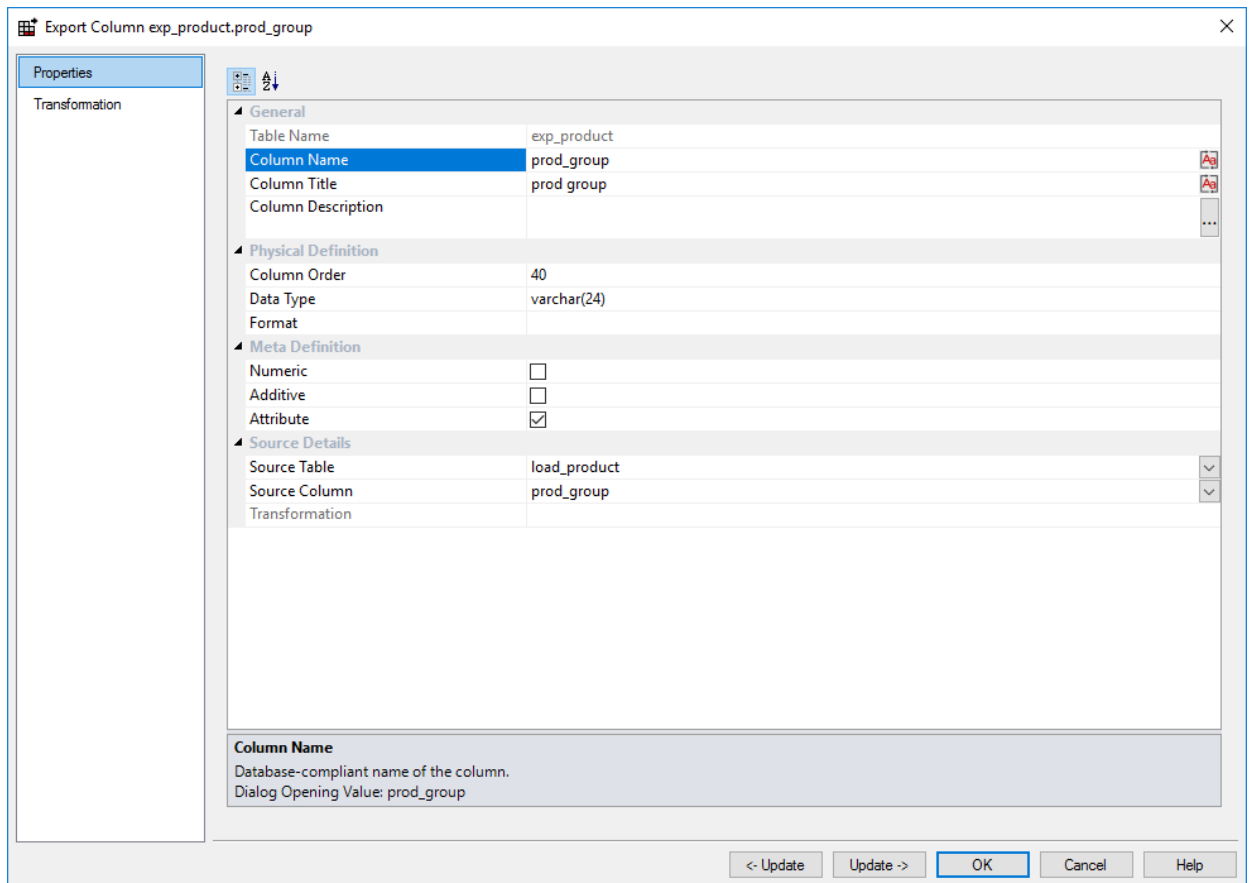 Export Column exp_product.prod_group
Properties
Transformation
General
Table Name exp_product
Column Name prod_group
Column Title prod group
Column Description
...
Physical Definition
Column Order 40
Data Type varchar(24)
Format
Meta Definition
Numeric
Additive
Attribute
Source Details
Source Table load_product
Source Column prod_group
Transformation
Column Name
Database-compliant name of the column.
Dialog Opening Value: prod_group
<- Update Update -> OK Cancel Help